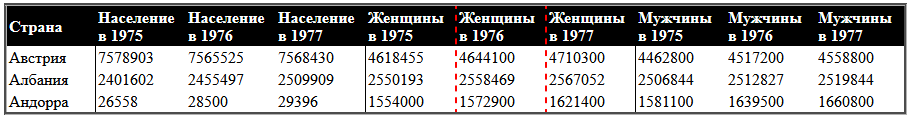 Страна Население в 1975 Население в 1976 Население в 1977 Женщины в 1975 Женщины в 1976 Женщины в 1977 Мужчины в 1975 Мужчины в 1976 Мужчины в 1977
Австрия 7578903 7565525 7568430 4618455 4644100 4710300 4462800 4517200 4558800
Албания 2401602 2455497 2509909 2550193 2558469 2567052 2506844 2512827 2519844
Андорра 26558 28500 29396 1554000 1572900 1621400 1581100 1639500 1660800